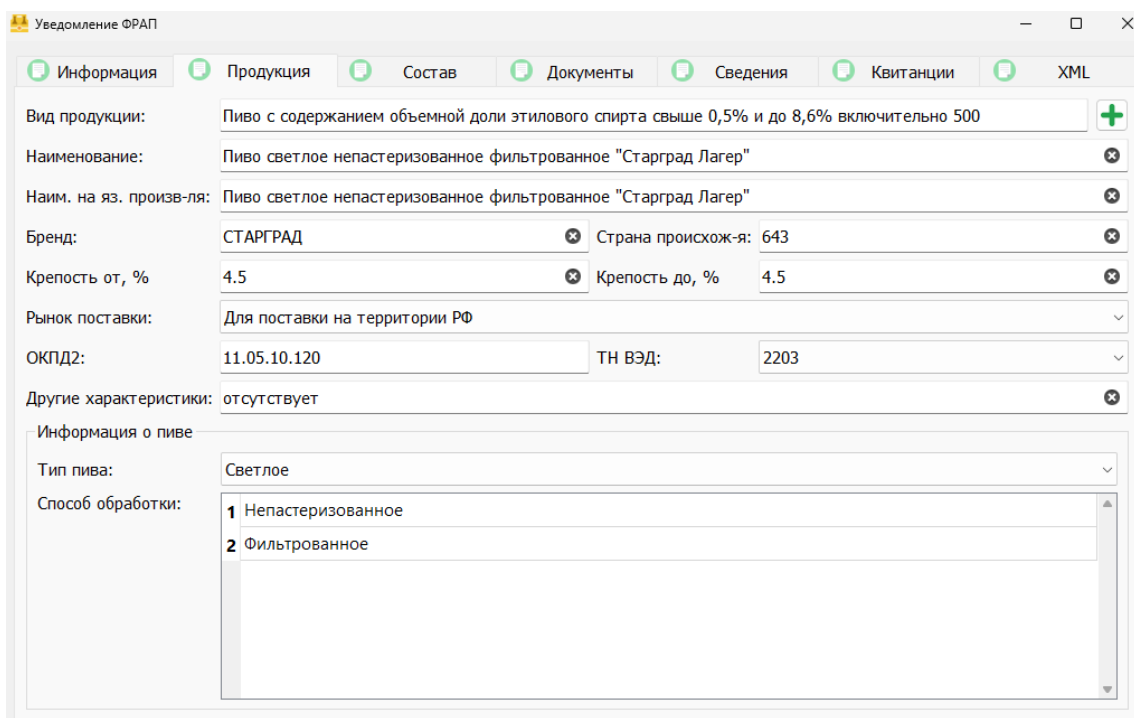 Уведомление ФРАП
Информация Продукция Состав Документы Сведения Квитанции XML
Вид продукции: Пиво с содержанием объемной доли этилового спирта свыше 0,5% и до 8,6% включительно 500
Наименование: Пиво светлое непастеризованное фильтрованное "Старград Лагер"
Наим. на яз. произв-ля: Пиво светлое непастеризованное фильтрованное "Старград Лагер"
Бренд: СТАРГРАД Страна происхож-я: 643
Крепость от, % 4.5 Крепость до, % 4.5
Рынок поставки: Для поставки на территории РФ
ОКПД2: 11.05.10.120 ТН ВЭД: 2203
Другие характеристики: отсутствует
Информация о пиве
Тип пива: Светлое
Способ обработки: 1 Непастеризованное
2 Фильтрованное